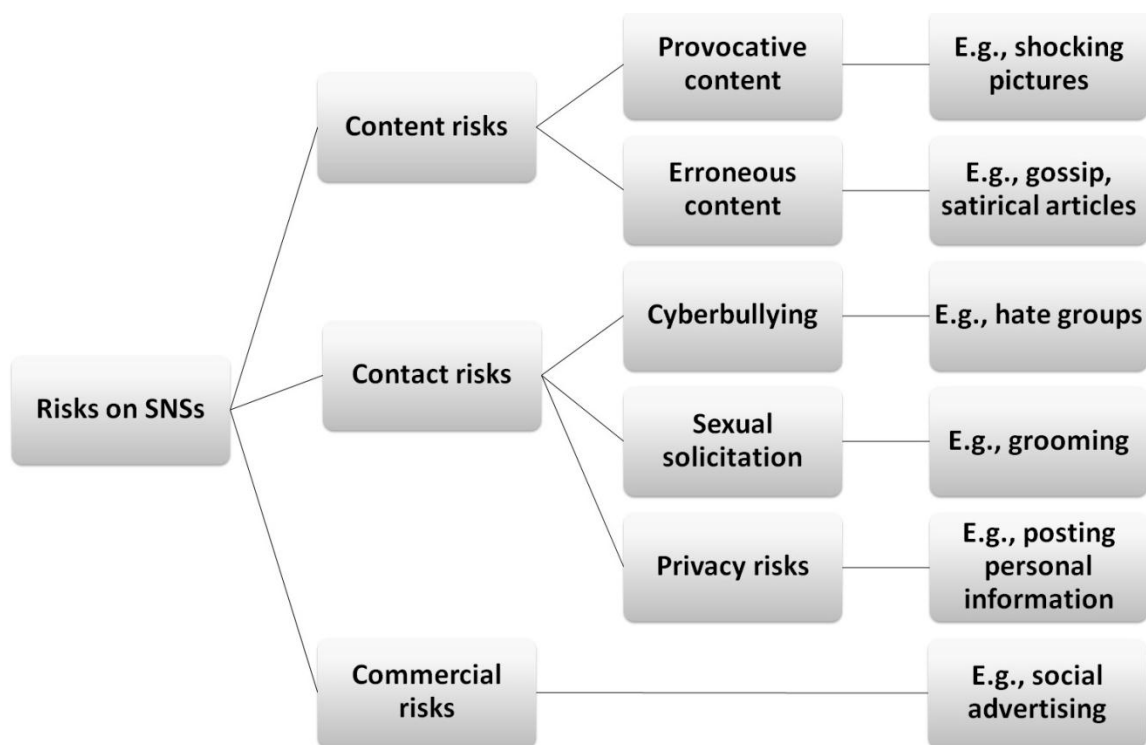 Provocative
content
E.g., shocking
pictures
Content risks
Erroneous
content
E.g., gossip,
satirical articles
Cyberbullying
E.g., hate groups
Risks on SNSs
Contact risks
Sexual
solicitation
E.g., grooming
Privacy risks
E.g., posting
personal
information
Commercial
risks
E.g., social
advertising